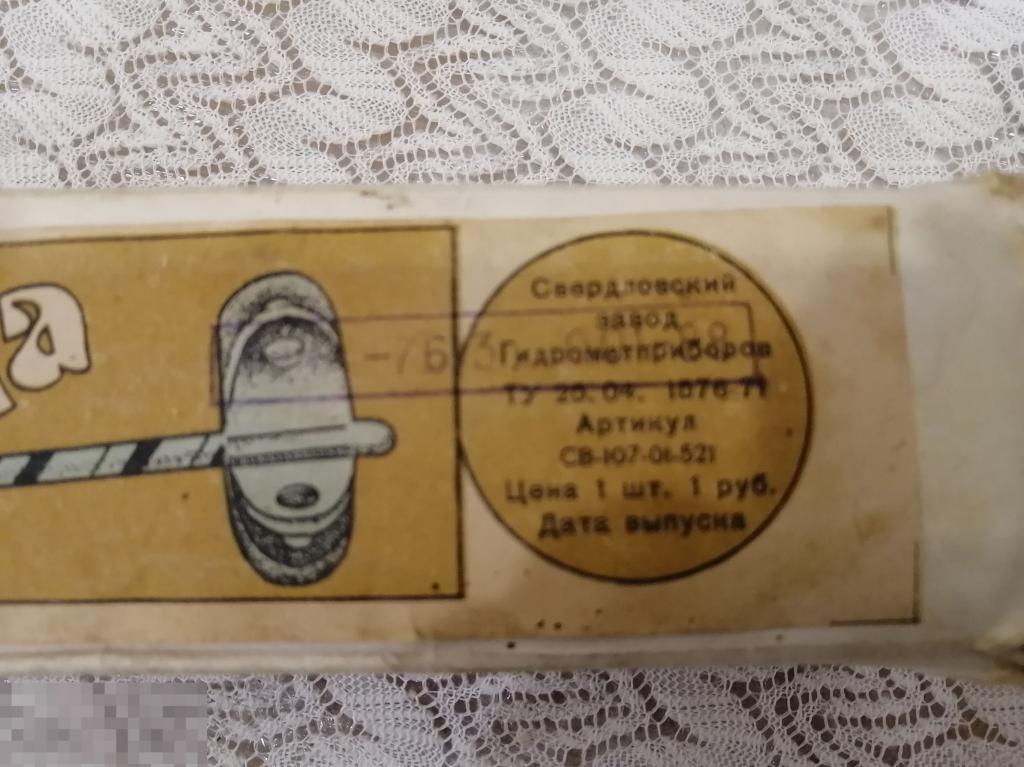 а
Свердловский
завод
Гидрометприборов
ТУ 25.04. 1076-71
Артикул
СВ-107-01-521
Цена 1 шт. 1 руб.
Дата выпуска